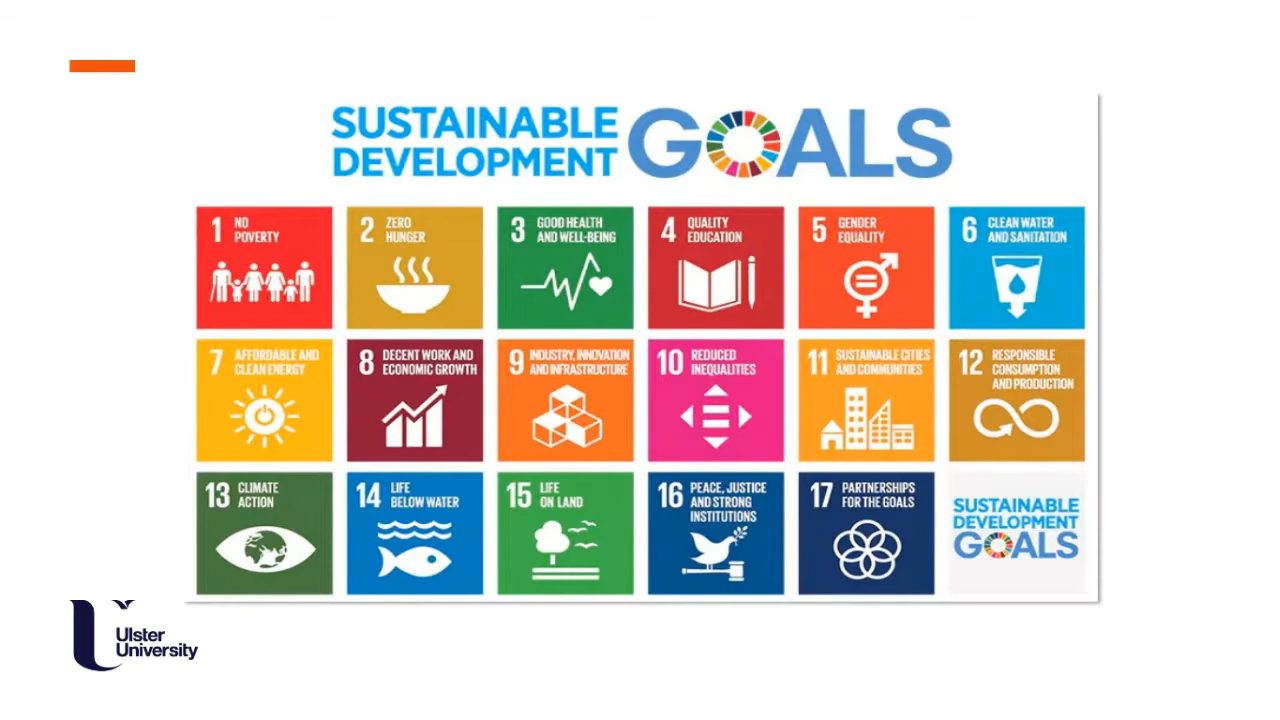 SUSTAINABLE
DEVELOPMENT
GOALS
1 NO
POVERTY
2 ZERO
HUNGER
3 GOOD HEALTH
AND WELL-BEING
4 QUALITY
EDUCATION
5 GENDER
EQUALITY
6 CLEAN WATER
AND SANITATION
7 AFFORDABLE AND
CLEAN ENERGY
8 DECENT WORK AND
ECONOMIC GROWTH
9 INDUSTRY, INNOVATION
AND INFRASTRUCTURE
10 REDUCED
INEQUALITIES
11 SUSTAINABLE CITIES
AND COMMUNITIES
12 RESPONSIBLE
CONSUMPTION
AND PRODUCTION
13 CLIMATE
ACTION
14 LIFE
BELOW WATER
15 LIFE
ON LAND
16 PEACE, JUSTICE
AND STRONG
INSTITUTIONS
17 PARTNERSHIPS
FOR THE GOALS
SUSTAINABLE
DEVELOPMENT
GOALS
Ulster
University